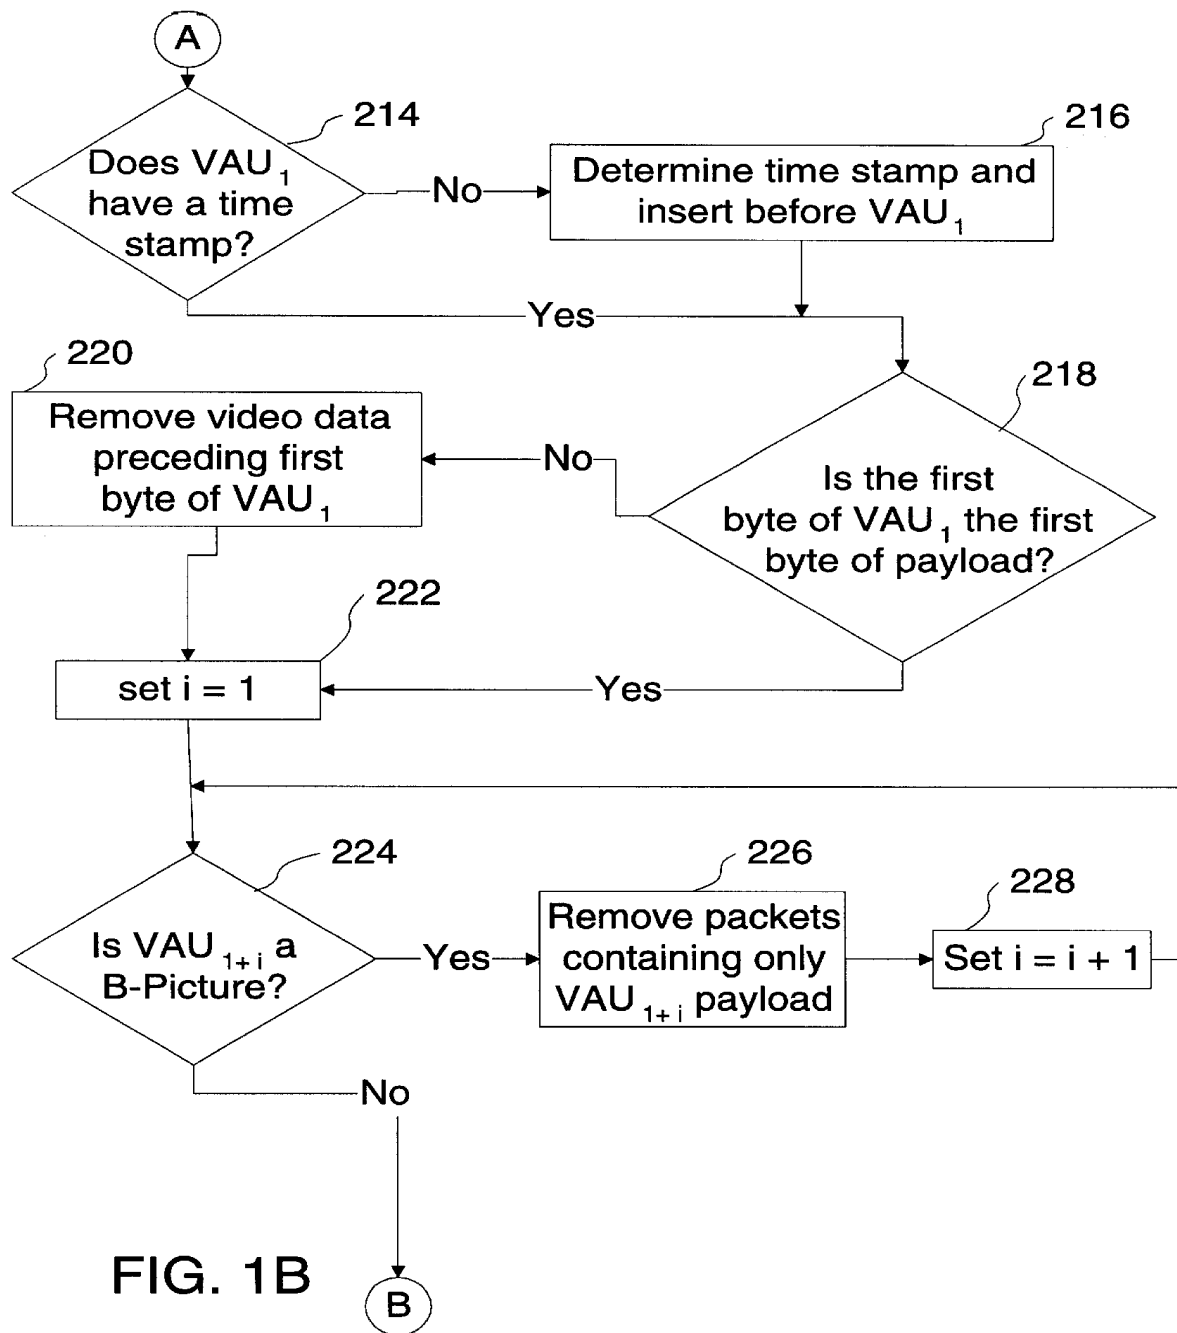 A
214
Does VAU₁
have a time
stamp?
No
216
Determine time stamp and
insert before VAU₁
Yes
218
Is the first
byte of VAU₁ the first
byte of payload?
No
220
Remove video data
preceding first
byte of VAU₁
222
set i = 1
Yes
224
Is VAU₁₊ᵢ a
B-Picture?
Yes
226
Remove packets
containing only
VAU₁₊ᵢ payload
228
Set i = i + 1
No
B
FIG. 1B